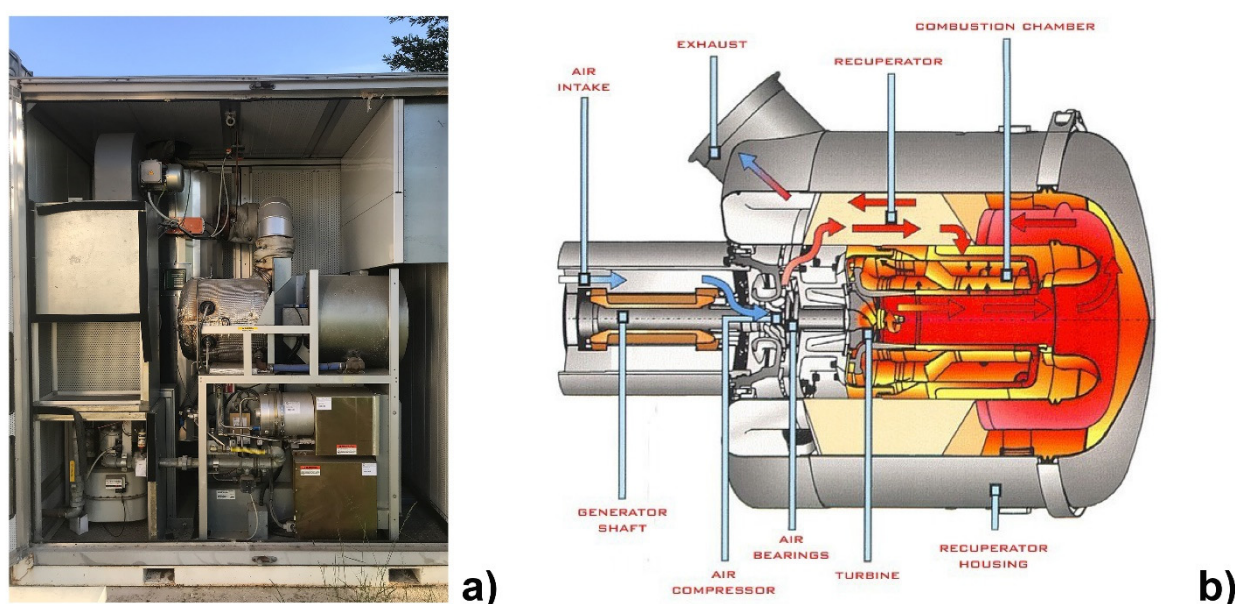 COMBUSTION CHAMBER
EXHAUST
RECUPERATOR
AIR
INTAKE
GENERATOR
SHAFT
AIR
BEARINGS
RECUPERATOR
HOUSING
AIR
COMPRESSOR
TURBINE
a)
b)